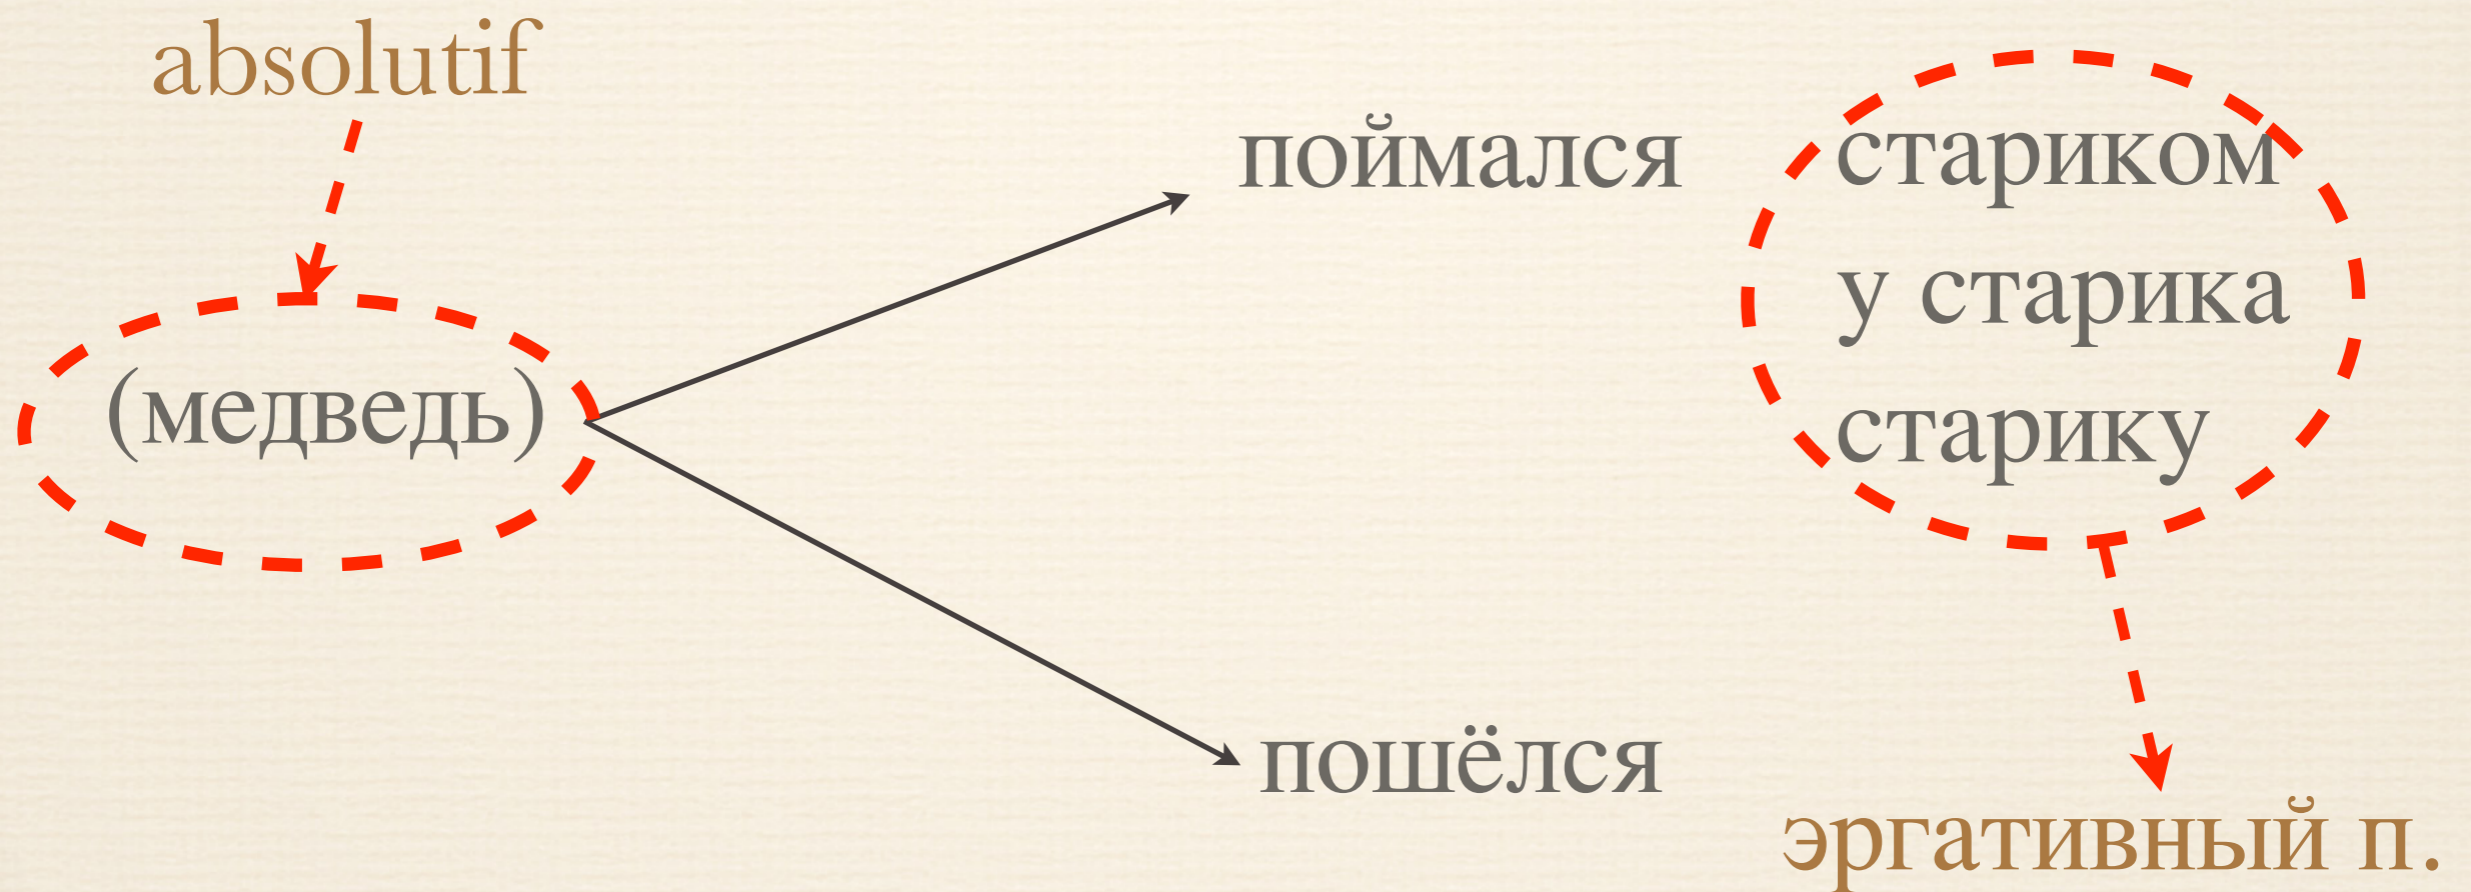 absolutif
(медведь)
поймался
пошёлся
стариком
у старика
старику
эргативный п.